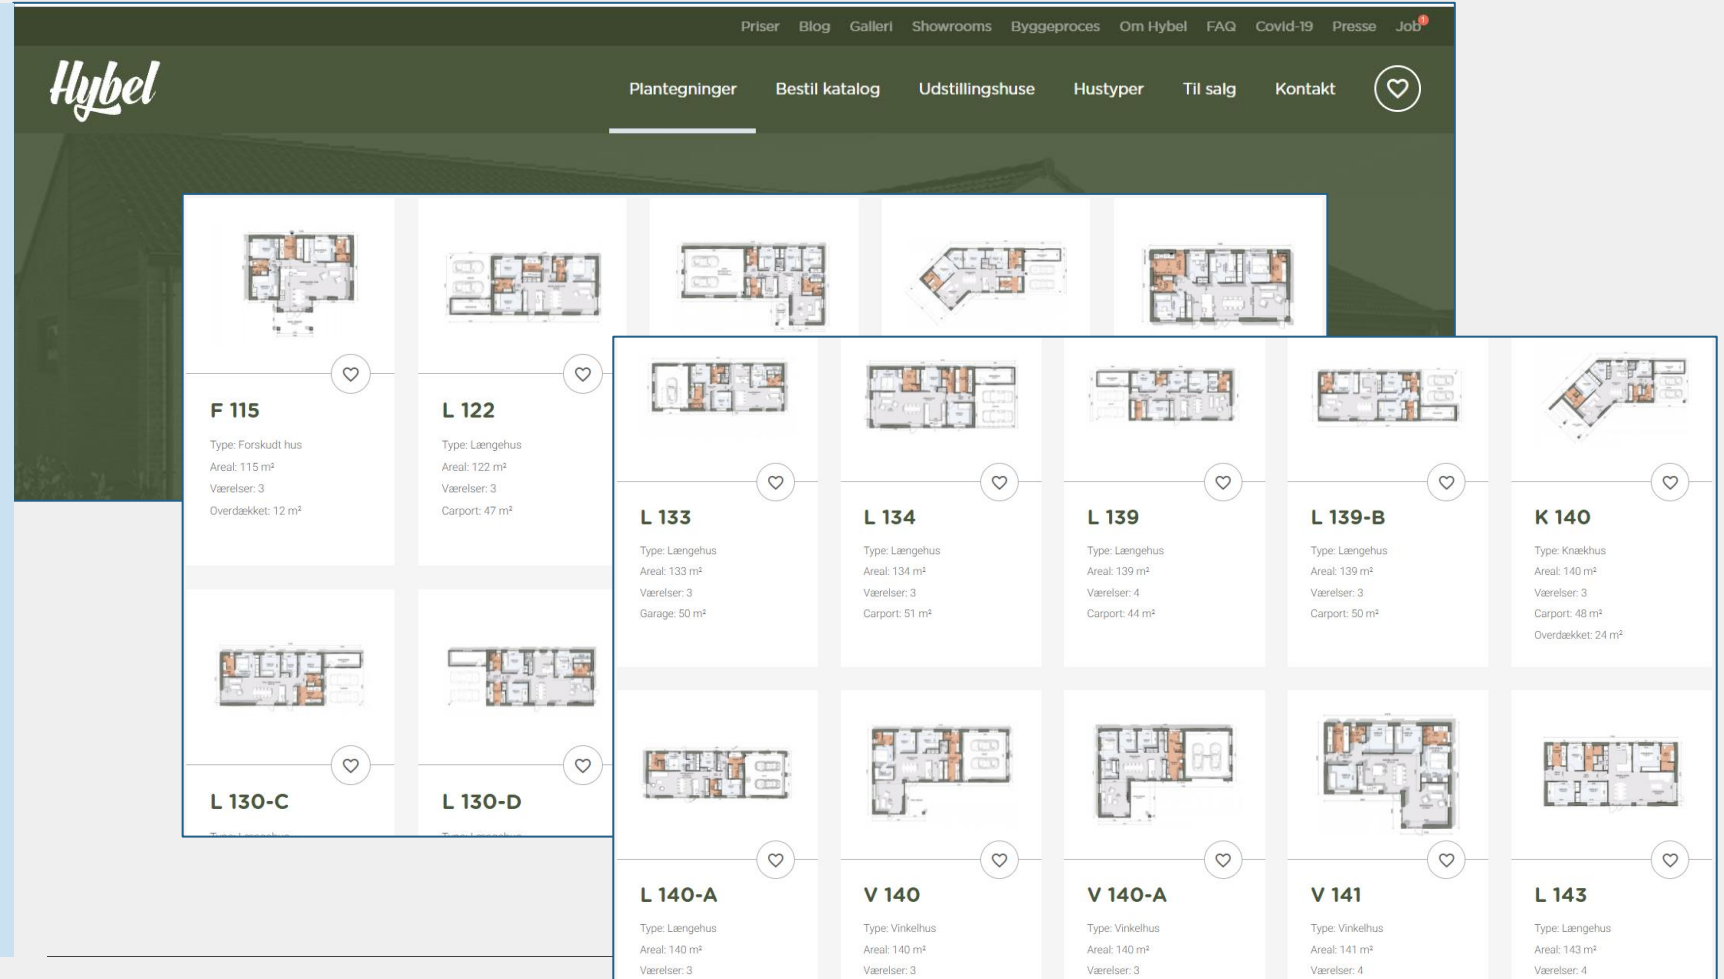 Priser Blog Galleri Showrooms Byggeproces Om Hybel FAQ Covid-19 Presse Job 1
Hybel
Plantegninger Bestil katalog Udstillingshuse Hustyper Til salg Kontakt
F 115
Type: Forskudt hus
Areal: 115 m²
Værelser: 3
Overdækket: 12 m²
L 122
Type: Længehus
Areal: 122 m²
Værelser: 3
Carport: 47 m²
L 130-C
L 130-D
L 133
Type: Længehus
Areal: 133 m²
Værelser: 3
Garage: 50 m²
L 134
Type: Længehus
Areal: 134 m²
Værelser: 3
Carport: 51 m²
L 139
Type: Længehus
Areal: 139 m²
Værelser: 4
Carport: 44 m²
L 139-B
Type: Længehus
Areal: 139 m²
Værelser: 3
Carport: 50 m²
K 140
Type: Knækhus
Areal: 140 m²
Værelser: 3
Carport: 48 m²
Overdækket: 24 m²
L 140-A
Type: Længehus
Areal: 140 m²
Værelser: 3
V 140
Type: Vinkelhus
Areal: 140 m²
Værelser: 3
V 140-A
Type: Vinkelhus
Areal: 140 m²
Værelser: 3
V 141
Type: Vinkelhus
Areal: 141 m²
Værelser: 4
L 143
Type: Længehus
Areal: 143 m²
Værelser: 4